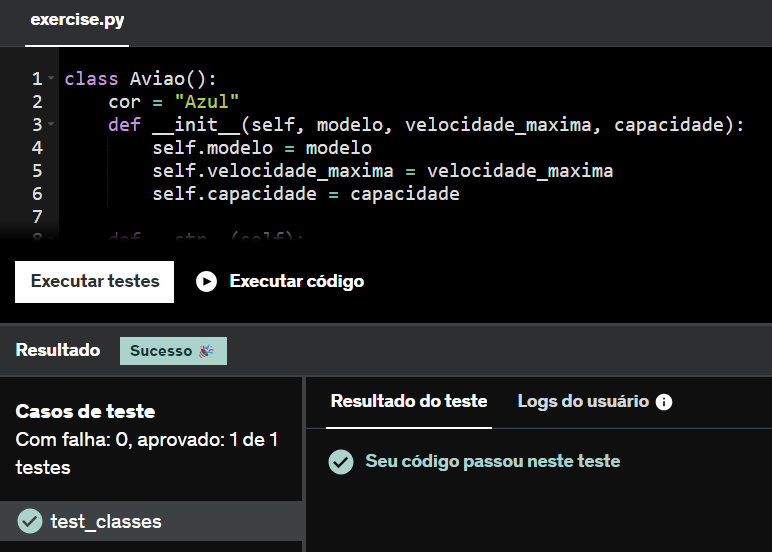 exercise.py
1 class Aviao():
2 cor = "Azul"
3 def __init__(self, modelo, velocidade_maxima, capacidade):
4 self.modelo = modelo
5 self.velocidade_maxima = velocidade_maxima
6 self.capacidade = capacidade
7
8 def __str__(self):
Executar testes Executar código
Resultado Sucesso 🎉
Casos de teste
Com falha: 0, aprovado: 1 de 1
testes
test_classes
Resultado do teste Logs do usuário
Seu código passou neste teste